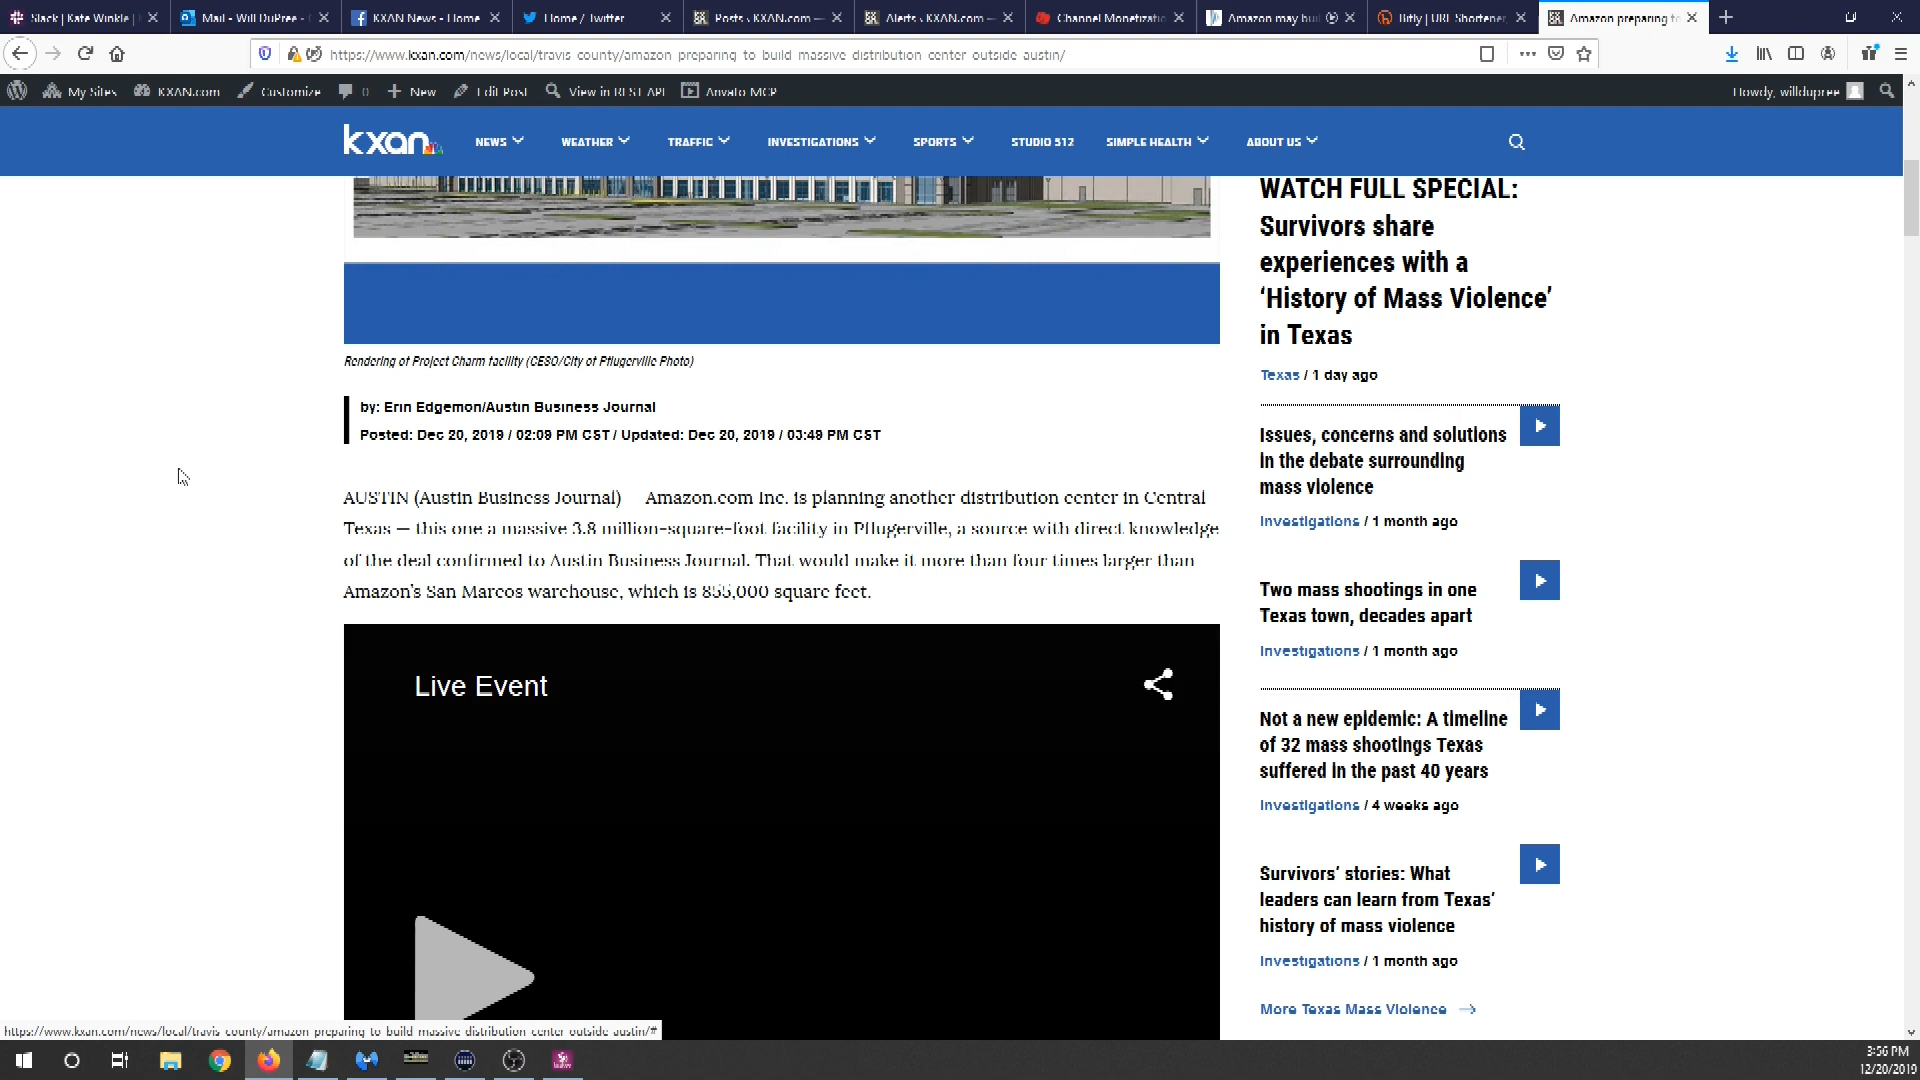 Slack | Kate Winkle |
Mail - Will DuPree -
KXAN News - Home
Home / Twitter
Posts ‹ KXAN.com —
Alerts ‹ KXAN.com —
Channel Monetizatio
Amazon may bui
Bitly | URL Shortener,
Amazon preparing to
https://www.kxan.com/news/local/travis county/amazon preparing to build massive distribution center outside austin/
My Sites
KXAN.com
Customize
0
New
Edit Post
View in REST API
Anvato MCP
Howdy, willdupree
kxan
NEWS
WEATHER
TRAFFIC
INVESTIGATIONS
SPORTS
STUDIO 512
SIMPLE HEALTH
ABOUT US
Rendering of Project Charm facility (CESO/City of Pflugerville Photo)
by: Erin Edgemon/Austin Business Journal
Posted: Dec 20, 2019 / 02:09 PM CST / Updated: Dec 20, 2019 / 03:49 PM CST
AUSTIN (Austin Business Journal) — Amazon.com Inc. is planning another distribution center in Central
Texas — this one a massive 3.8 million-square-foot facility in Pflugerville, a source with direct knowledge
of the deal confirmed to Austin Business Journal. That would make it more than four times larger than
Amazon's San Marcos warehouse, which is 855,000 square feet.
Live Event
WATCH FULL SPECIAL:
Survivors share
experiences with a
‘History of Mass Violence’
in Texas
Texas / 1 day ago
Issues, concerns and solutions
in the debate surrounding
mass violence
Investigations / 1 month ago
Two mass shootings in one
Texas town, decades apart
Investigations / 1 month ago
Not a new epidemic: A timeline
of 32 mass shootings Texas
suffered in the past 40 years
Investigations / 4 weeks ago
Survivors’ stories: What
leaders can learn from Texas’
history of mass violence
Investigations / 1 month ago
More Texas Mass Violence
https://www.kxan.com/news/local/travis county/amazon preparing to build massive distribution center outside austin/#
3:56 PM
12/20/2019